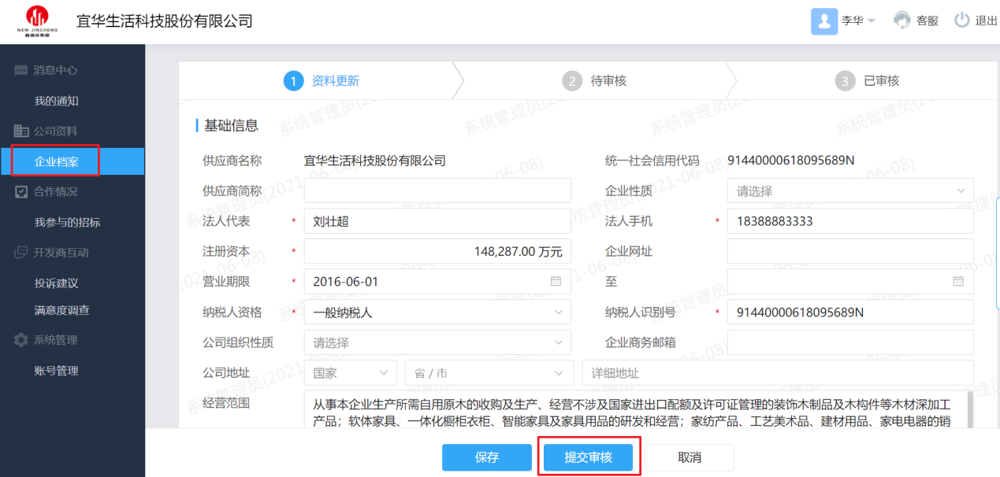 NEW JINCHENG
宜华生活科技股份有限公司
李华
客服
退出
消息中心
我的通知
公司资料
企业档案
合作情况
我参与的招标
开发商互动
投诉建议
满意度调查
系统管理
账号管理
1 资料更新
2 待审核
3 已审核
基础信息
供应商名称 宜华生活科技股份有限公司 统一社会信用代码 91440000618095689N
供应商简称 企业性质 请选择
法人代表 * 刘壮超 法人手机 * 18388883333
注册资本 * 148,287.00 万元 企业网址
营业期限 * 2016-06-01 至
纳税人资格 * 一般纳税人 纳税人识别号 * 91440000618095689N
公司组织性质 请选择 企业商务邮箱
公司地址 国家 省 / 市 详细地址
经营范围 从事本企业生产所需自用原木的收购及生产、经营不涉及国家进出口配额及许可证管理的装饰木制品及木构件等木材深加工
产品；软体家具、一体化橱柜衣柜、智能家具及家具用品的研发和经营；家纺产品、工艺美术品、建材用品、家电电器的销
保存
提交审核
取消